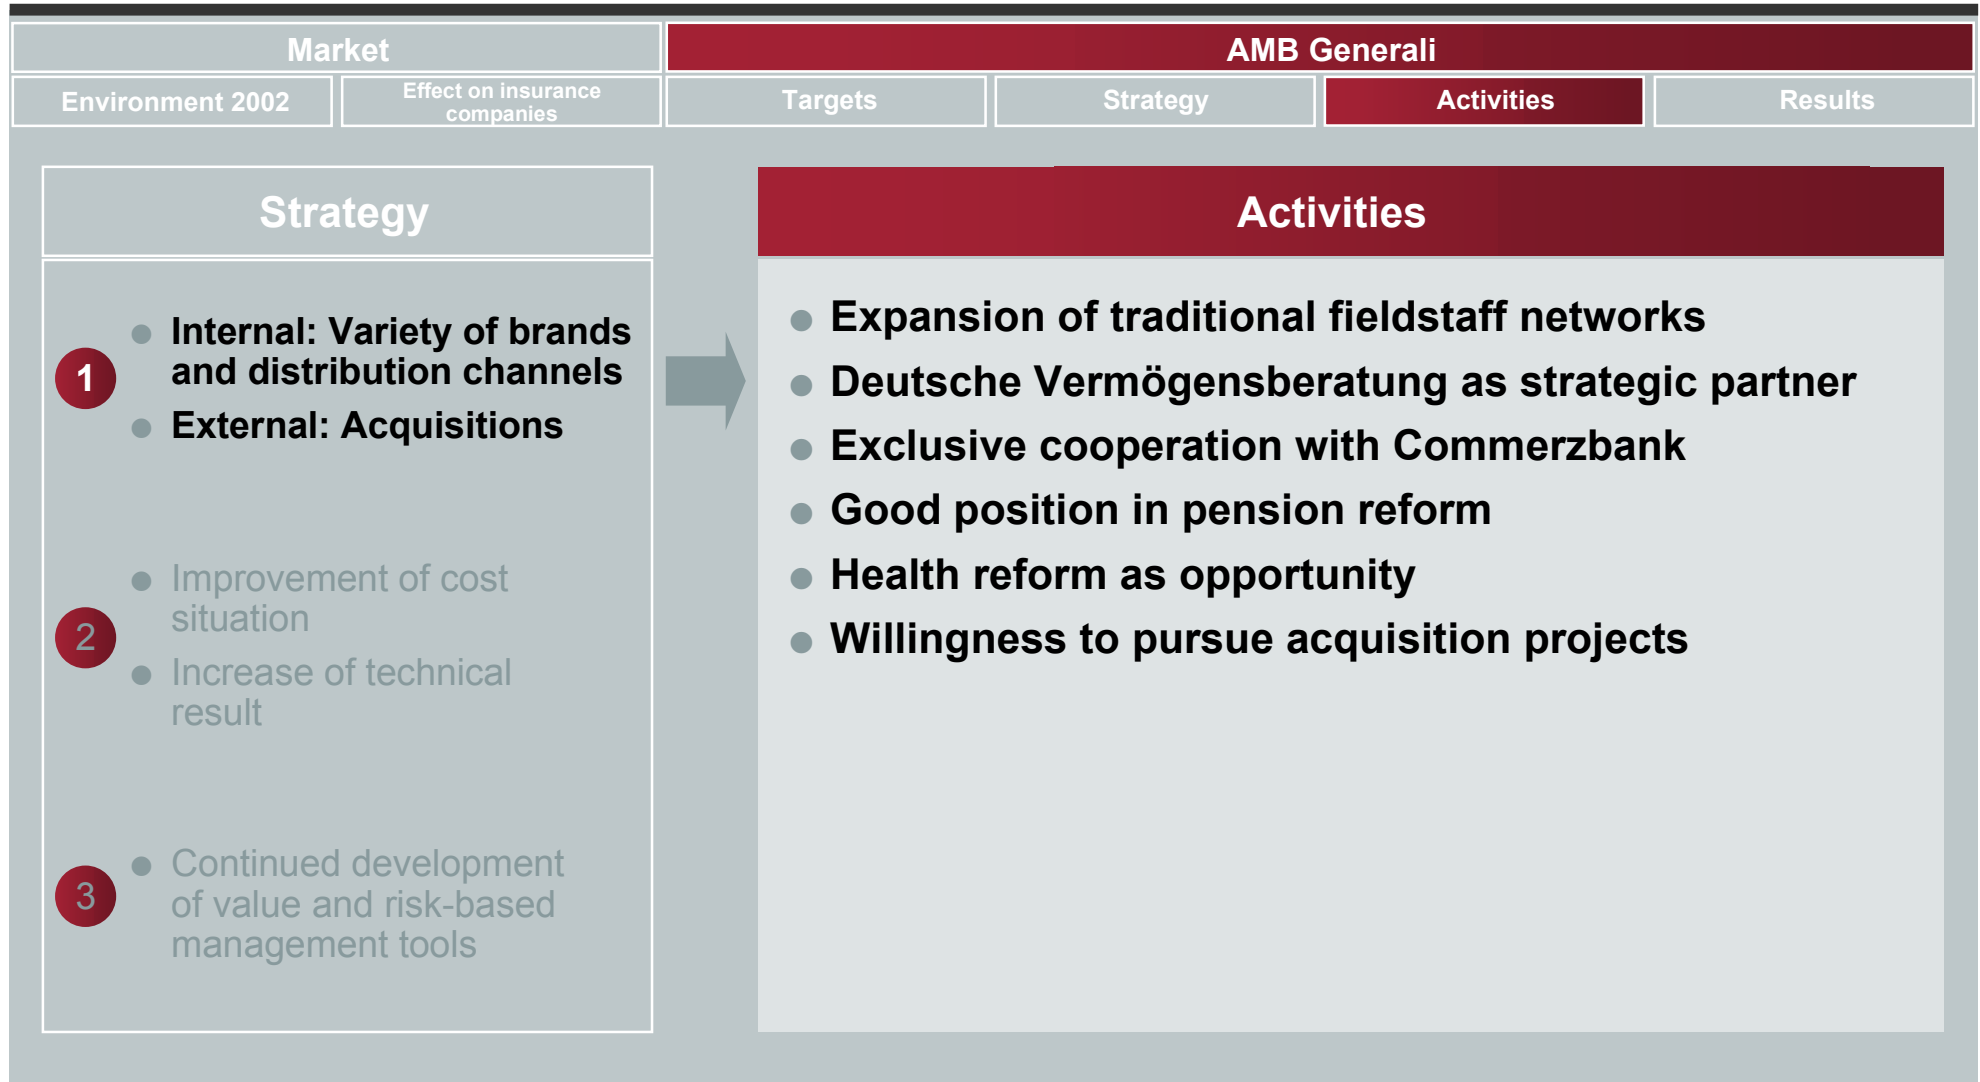 Market
AMB Generali
Environment 2002
Effect on insurance
companies
Targets
Strategy
Activities
Results
Strategy
1
Internal: Variety of brands
and distribution channels
External: Acquisitions
2
Improvement of cost
situation
Increase of technical
result
3
Continued development
of value and risk-based
management tools
Activities
Expansion of traditional fieldstaff networks
Deutsche Vermögensberatung as strategic partner
Exclusive cooperation with Commerzbank
Good position in pension reform
Health reform as opportunity
Willingness to pursue acquisition projects